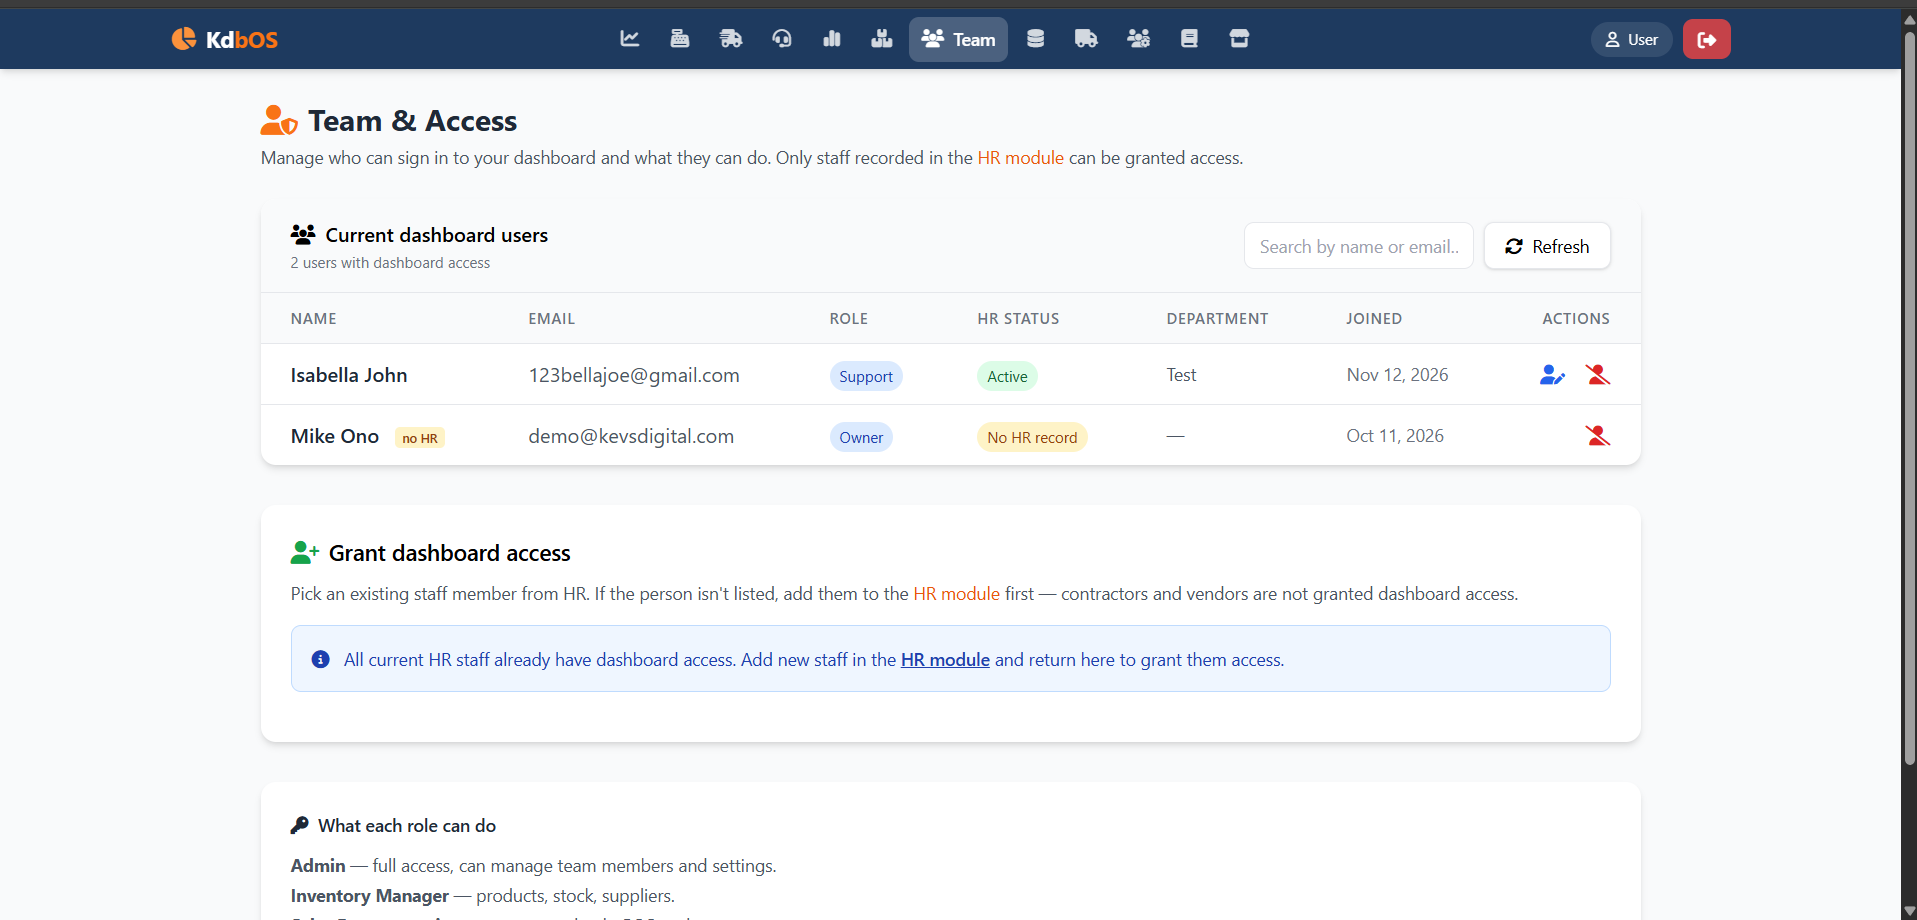 KdbOS
Team
User
Team & Access
Manage who can sign in to your dashboard and what they can do. Only staff recorded in the HR module can be granted access.
Current dashboard users
2 users with dashboard access
Search by name or email..
Refresh
NAME EMAIL ROLE HR STATUS DEPARTMENT JOINED ACTIONS
Isabella John 123bellajoe@gmail.com Support Active Test Nov 12, 2026
Mike Ono no HR demo@kevsdigital.com Owner No HR record — Oct 11, 2026
Grant dashboard access
Pick an existing staff member from HR. If the person isn't listed, add them to the HR module first — contractors and vendors are not granted dashboard access.
All current HR staff already have dashboard access. Add new staff in the HR module and return here to grant them access.
What each role can do
Admin — full access, can manage team members and settings.
Inventory Manager — products, stock, suppliers.